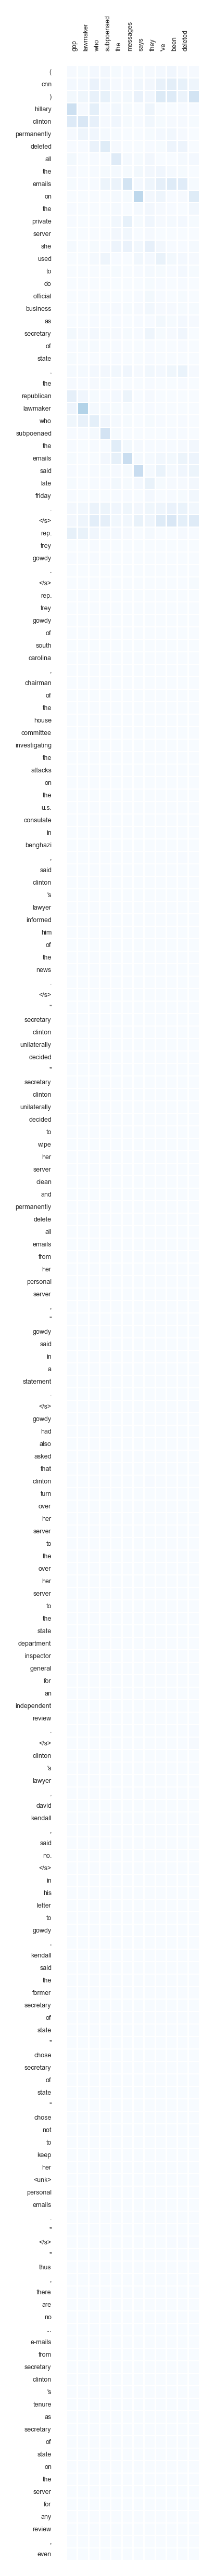 gop
lawmaker
who
subpoenaed
the
messages
says
they
've
been
deleted
(
cnn
)
hillary
clinton
permanently
deleted
all
the
emails
on
the
private
server
she
used
to
do
official
business
as
secretary
of
state
,
the
republican
lawmaker
who
subpoenaed
the
emails
said
late
friday
.
</s>
rep.
trey
gowdy
.
</s>
rep.
trey
gowdy
of
south
carolina
,
chairman
of
the
house
committee
investigating
the
attacks
on
the
u.s.
consulate
in
benghazi
,
said
clinton
's
lawyer
informed
him
of
the
news
.
</s>
"
secretary
clinton
unilaterally
decided
"
secretary
clinton
unilaterally
decided
to
wipe
her
server
clean
and
permanently
delete
all
emails
from
her
personal
server
,
"
gowdy
said
in
a
statement
.
</s>
gowdy
had
also
asked
that
clinton
turn
over
her
server
to
the
over
her
server
to
the
state
department
inspector
general
for
an
independent
review
.
</s>
clinton
's
lawyer
,
david
kendall
,
said
no.
</s>
in
his
letter
to
gowdy
,
kendall
said
the
former
secretary
of
state
"
chose
secretary
of
state
"
chose
not
to
keep
her
<unk>
personal
emails
.
"
</s>
"
thus
,
there
are
no
...
e-mails
from
secretary
clinton
's
tenure
as
secretary
of
state
on
the
server
for
any
review
,
even